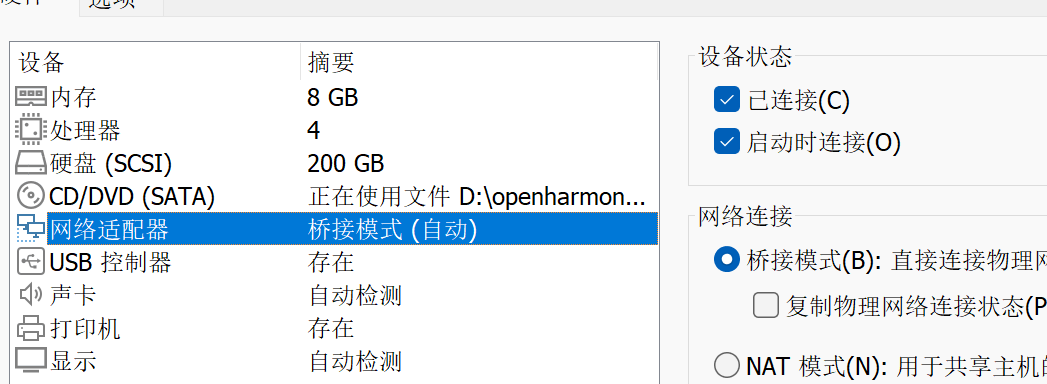 选项
设备 摘要
内存 8 GB
处理器 4
硬盘 (SCSI) 200 GB
CD/DVD (SATA) 正在使用文件 D:\openharmon...
网络适配器 桥接模式 (自动)
USB 控制器 存在
声卡 自动检测
打印机 存在
显示 自动检测
设备状态
已连接(C)
启动时连接(O)
网络连接
桥接模式(B): 直接连接物理网
复制物理网络连接状态(P
NAT 模式(N): 用于共享主机的